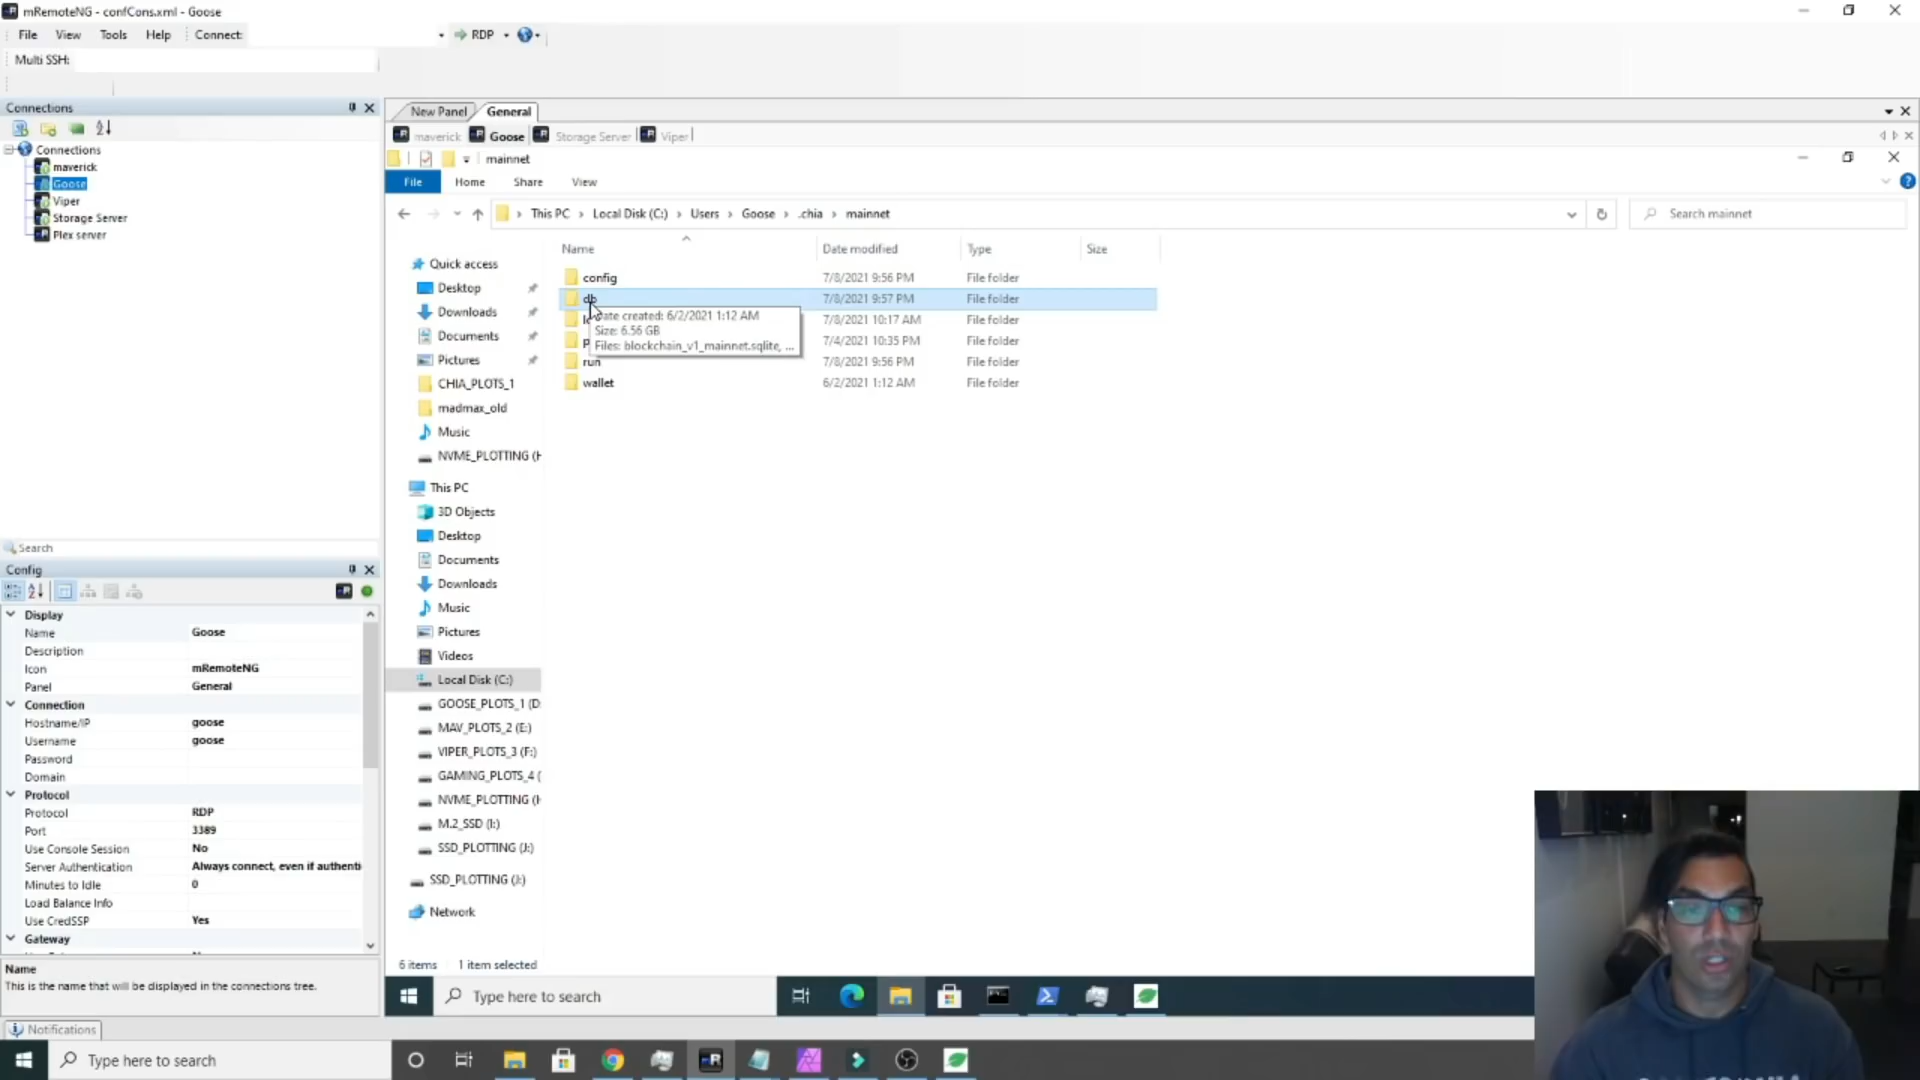 mRemoteNG - confCons.xml - Goose
File View Tools Help Connect: RDP
Multi SSH:
Connections
Connections
maverick
Goose
Viper
Storage Server
Plex server
Search
Config
Display
Name Goose
Description
Icon mRemoteNG
Panel General
Connection
Hostname/IP goose
Username goose
Password
Domain
Protocol
Protocol RDP
Port 3389
Use Console Session No
Server Authentication Always connect, even if authenti
Minutes to Idle 0
Load Balance Info
Use CredSSP Yes
Gateway
Name
This is the name that will be displayed in the connections tree.
Notifications
New Panel General
maverick Goose Storage Server Viper
mainnet
File Home Share View
This PC Local Disk (C:) Users Goose .chia mainnet Search mainnet
Name Date modified Type Size
config 7/8/2021 9:56 PM File folder
db 7/8/2021 9:57 PM File folder
7/8/2021 10:17 AM File folder
7/4/2021 10:35 PM File folder
run 7/8/2021 9:56 PM File folder
wallet 6/2/2021 1:12 AM File folder
Date created: 6/2/2021 1:12 AM
Size: 6.56 GB
Files: blockchain_v1_mainnet.sqlite, ...
Quick access
Desktop
Downloads
Documents
Pictures
CHIA_PLOTS_1
madmax_old
Music
NVME_PLOTTING (H
This PC
3D Objects
Desktop
Documents
Downloads
Music
Pictures
Videos
Local Disk (C:)
GOOSE_PLOTS_1 (D:
MAV_PLOTS_2 (E:)
VIPER_PLOTS_3 (F:)
GAMING_PLOTS_4 (
NVME_PLOTTING (H
M.2_SSD (I:)
SSD_PLOTTING (J:)
SSD_PLOTTING (J:)
Network
6 items 1 item selected
Type here to search
Type here to search